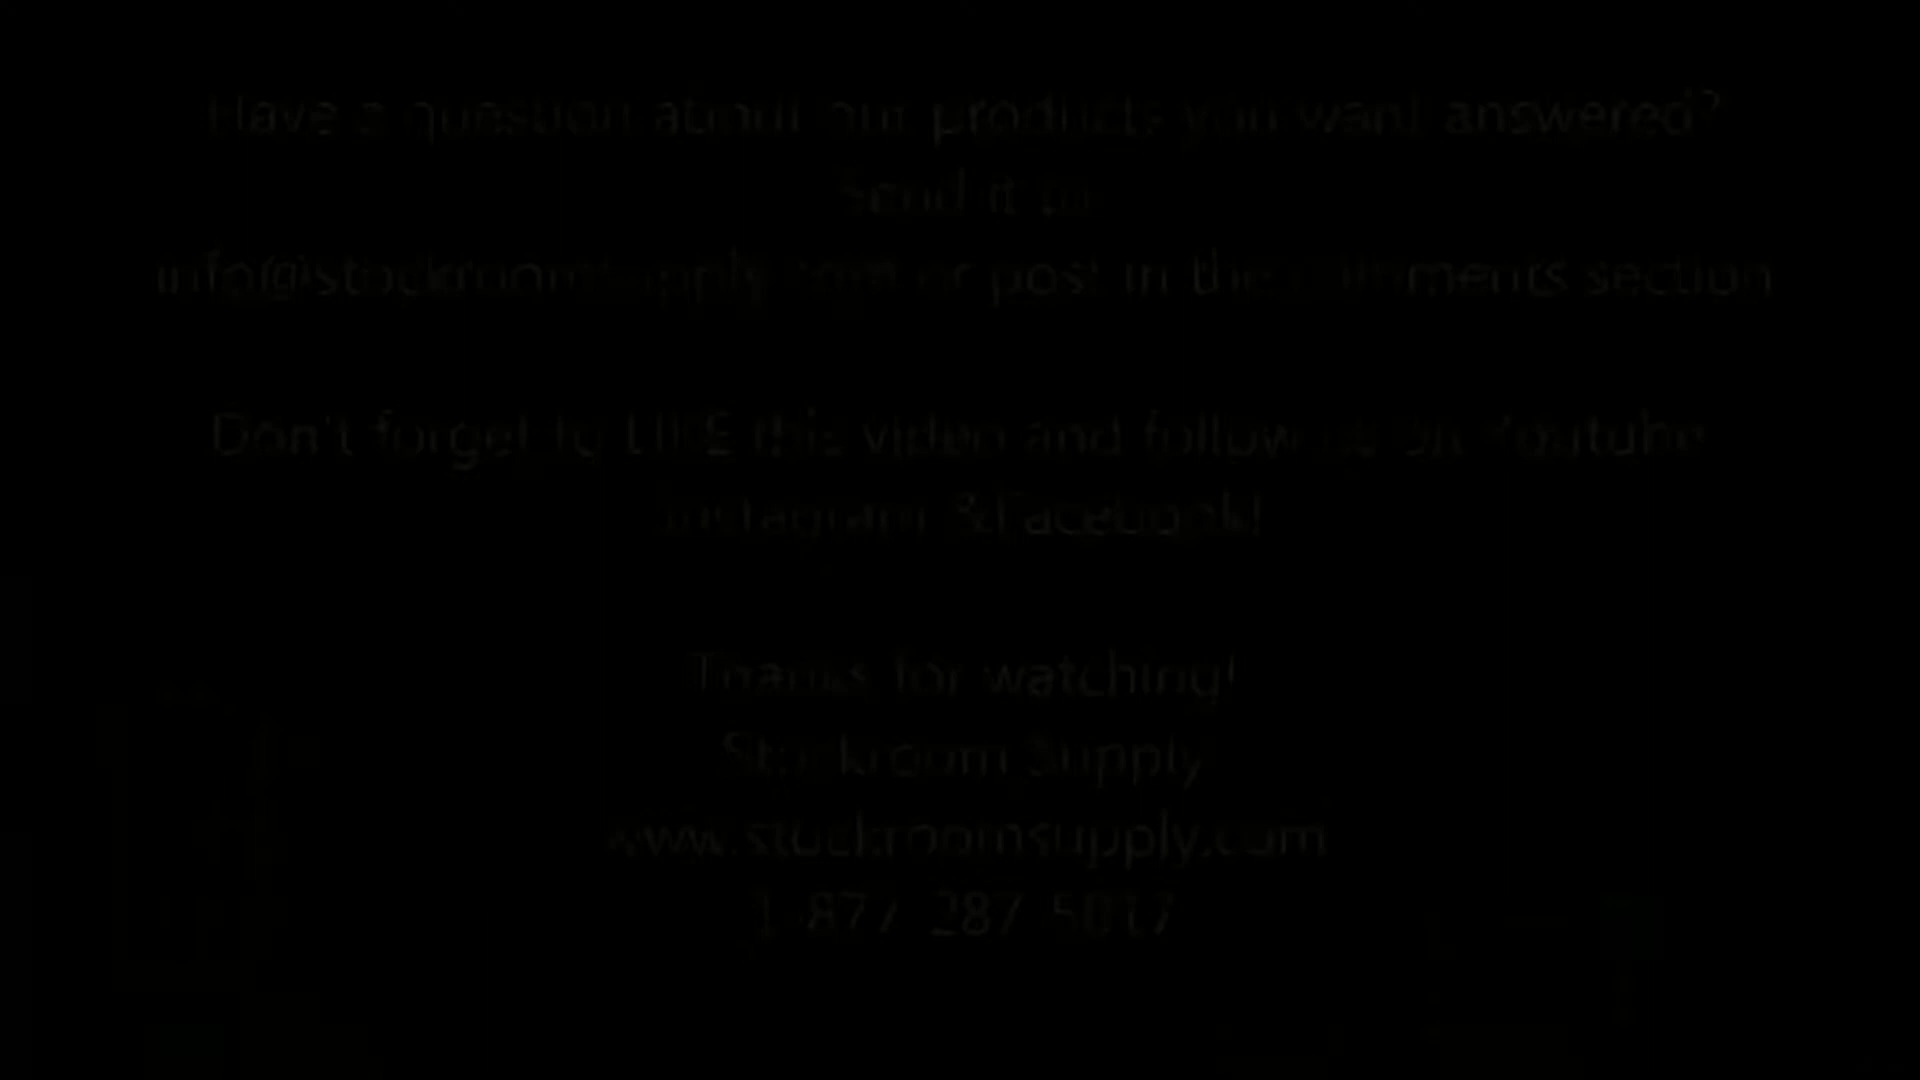 Have a question about our products you want answered?
Send it to
info@stockroomsupply.com or post in the comments section
Don't forget to LIKE this video and follow us on Youtube
Instagram & Facebook!
Thanks for watching!
Stockroom Supply
www.stockroomsupply.com
1-877-287-5017